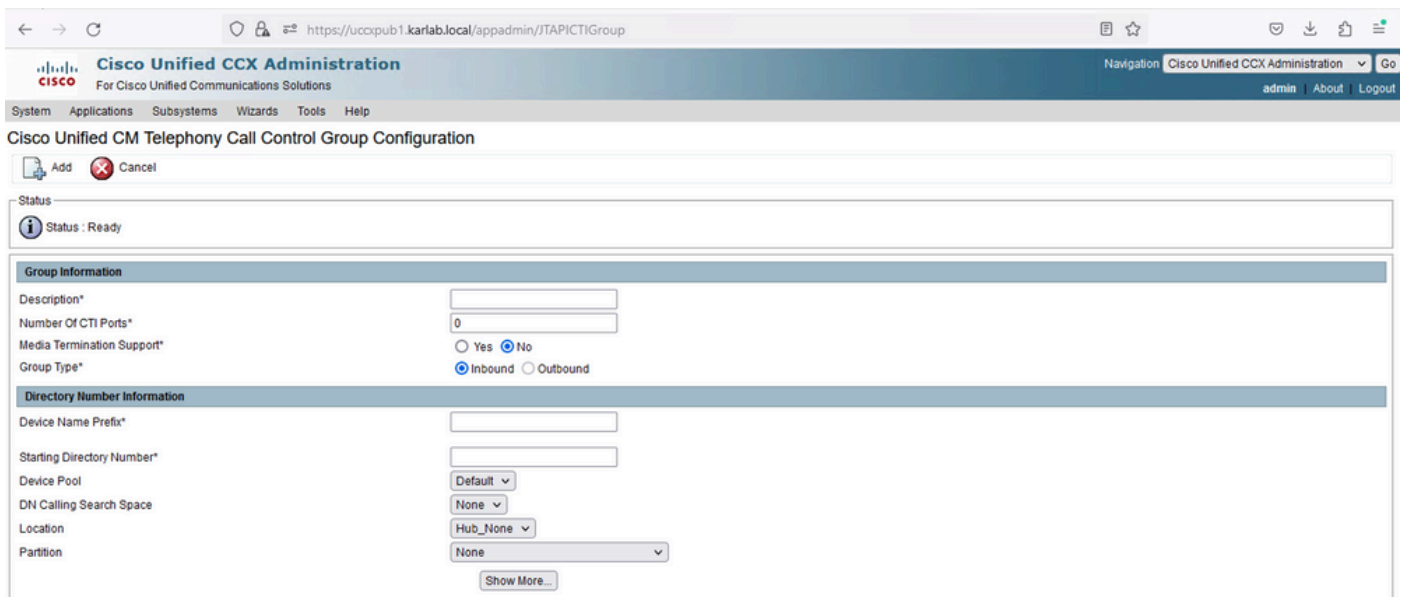 https://uccxpub1.karlab.local/appadmin/JTAPICTIGroup
CISCO
Cisco Unified CCX Administration
For Cisco Unified Communications Solutions
Navigation Cisco Unified CCX Administration Go
admin | About | Logout
System Applications Subsystems Wizards Tools Help
Cisco Unified CM Telephony Call Control Group Configuration
Add Cancel
Status
Status : Ready
Group Information
Description*
Number Of CTI Ports* 0
Media Termination Support* Yes No
Group Type* Inbound Outbound
Directory Number Information
Device Name Prefix*
Starting Directory Number*
Device Pool Default
DN Calling Search Space None
Location Hub_None
Partition None
Show More...